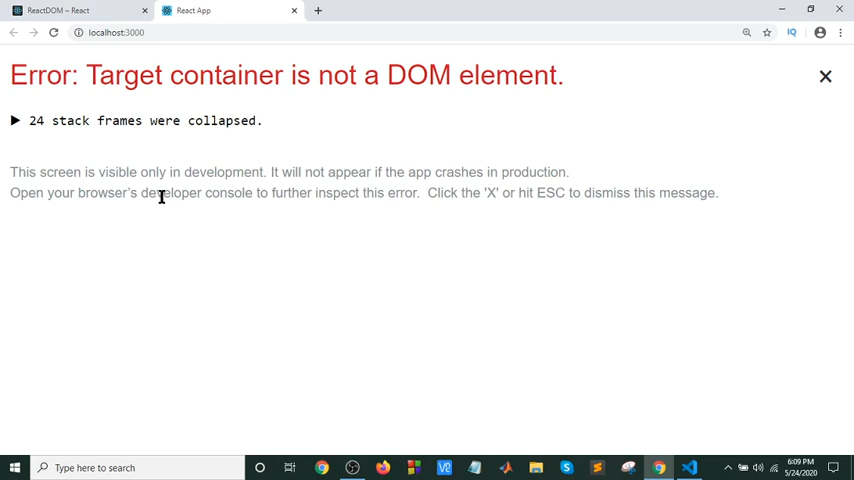 ReactDOM – React
React App
localhost:3000
IQ
Error: Target container is not a DOM element.
24 stack frames were collapsed.
This screen is visible only in development. It will not appear if the app crashes in production.
Open your browser's developer console to further inspect this error.  Click the 'X' or hit ESC to dismiss this message.
Type here to search
6:09 PM
5/24/2020